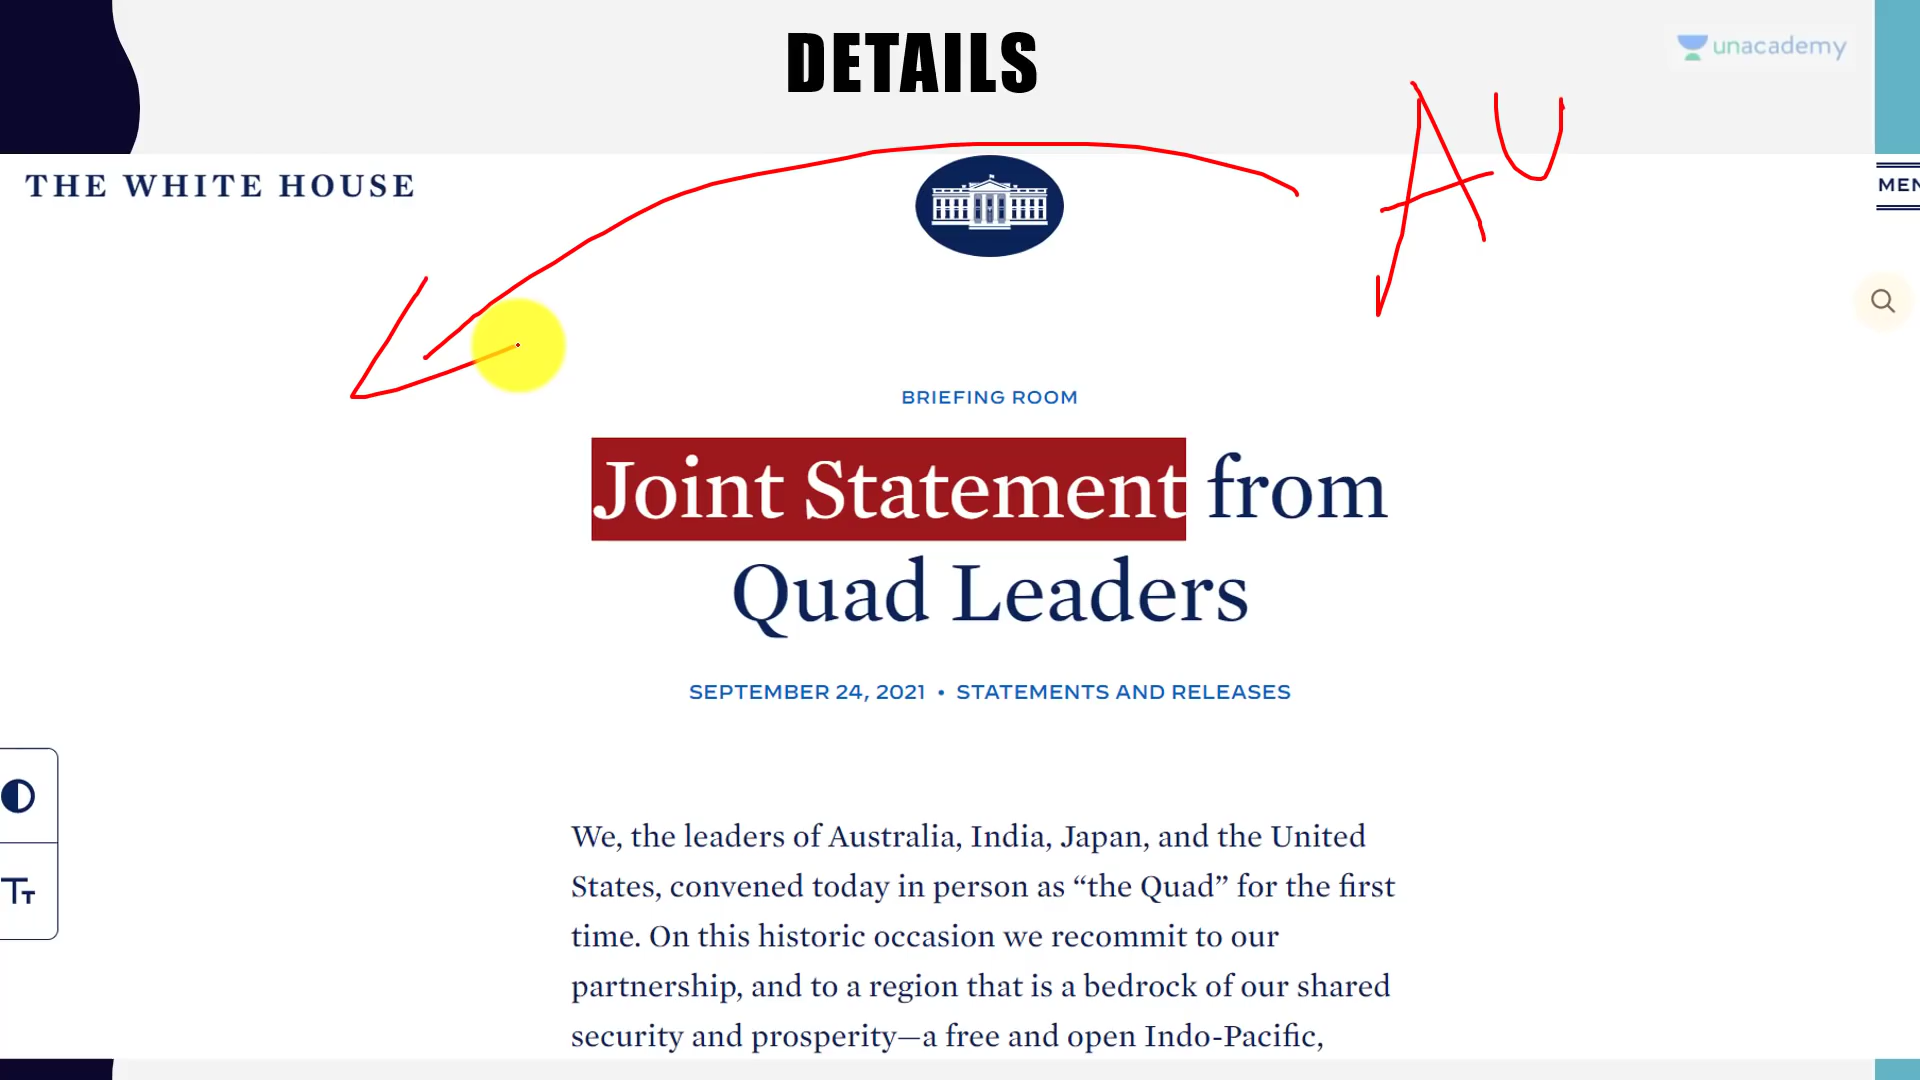 DETAILS
unacademy
AU
THE WHITE HOUSE
MEN
BRIEFING ROOM
Joint Statement from
Quad Leaders
SEPTEMBER 24, 2021 • STATEMENTS AND RELEASES
Tт
We, the leaders of Australia, India, Japan, and the United
States, convened today in person as “the Quad” for the first
time. On this historic occasion we recommit to our
partnership, and to a region that is a bedrock of our shared
security and prosperity—a free and open Indo-Pacific,